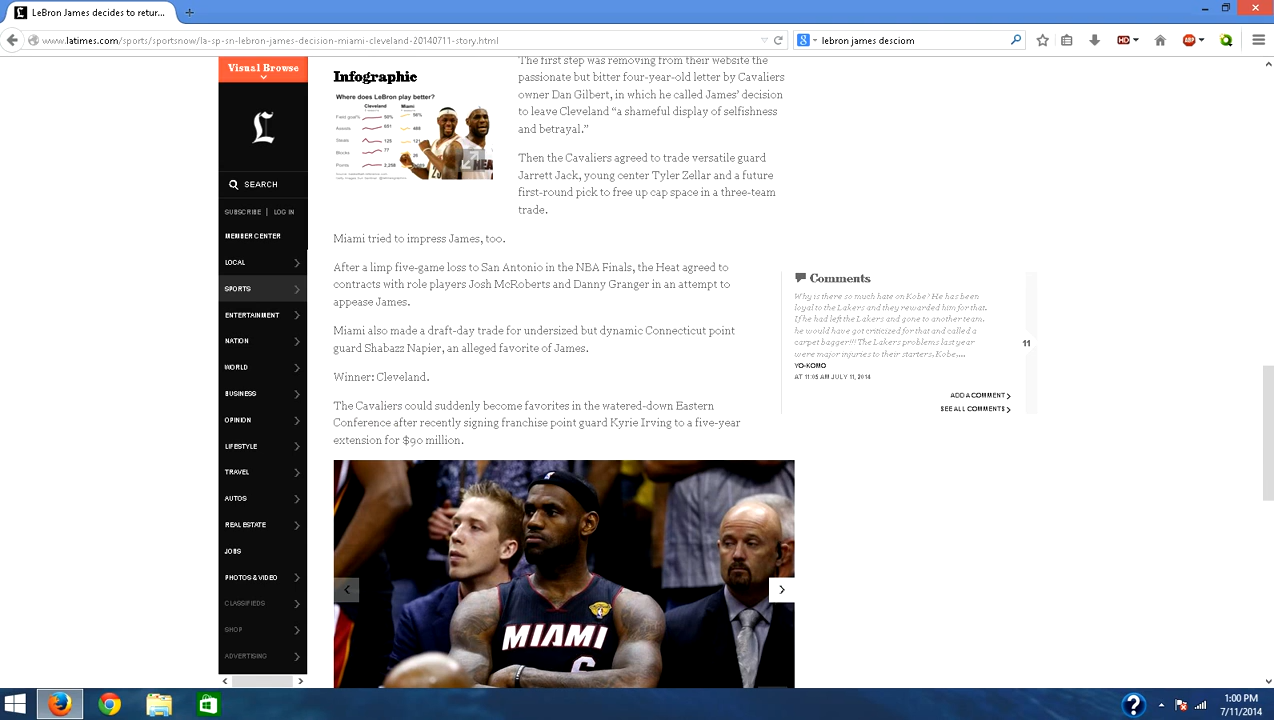 LeBron James's decision to
www.latimes.com/sports/sportsnow/la-sp-sn-lebron-james-decision-miami-cleveland-20140711-story.html
lebron james desciom
HD
ABP
Visual Browse
L
SEARCH
SUBSCRIBE | LOG IN
MEMBER CENTER
LOCAL
SPORTS
ENTERTAINMENT
NATION
WORLD
BUSINESS
OPINION
LIFESTYLE
TRAVEL
AUTOS
REAL ESTATE
JOBS
PHOTOS & VIDEO
CLASSIFIEDS
SHOP
ADVERTISING
Infographic
Where does LeBron play better?
Cleveland Miami
Field goal%
Assists
Steals
Blocks
Points
The first step was removing from their website the
passionate but bitter four-year-old letter by Cavaliers
owner Dan Gilbert, in which he called James’ decision
to leave Cleveland “a shameful display of selfishness
and betrayal.”
Then the Cavaliers agreed to trade versatile guard
Jarrett Jack, young center Tyler Zellar and a future
first-round pick to free up cap space in a three-team
trade.
Miami tried to impress James, too.
After a limp five-game loss to San Antonio in the NBA Finals, the Heat agreed to
contracts with role players Josh McRoberts and Danny Granger in an attempt to
appease James.
Miami also made a draft-day trade for undersized but dynamic Connecticut point
guard Shabazz Napier, an alleged favorite of James.
Winner: Cleveland.
The Cavaliers could suddenly become favorites in the watered-down Eastern
Conference after recently signing franchise point guard Kyrie Irving to a five-year
extension for $90 million.
Comments
Why is there so much hate on Kobe? He has been
loyal to the Lakers and they rewarded him for that.
If he had left the Lakers and gone to another team.
he would have got criticized for that and called a
carpet bagger!!! The Lakers problems last year
were major injuries to their starters, Kobe,...
YO-KOMO
AT 11:05 AM JULY 11, 2014
11
ADD A COMMENT
SEE ALL COMMENTS
MIAMI
6
1:00 PM
7/11/2014